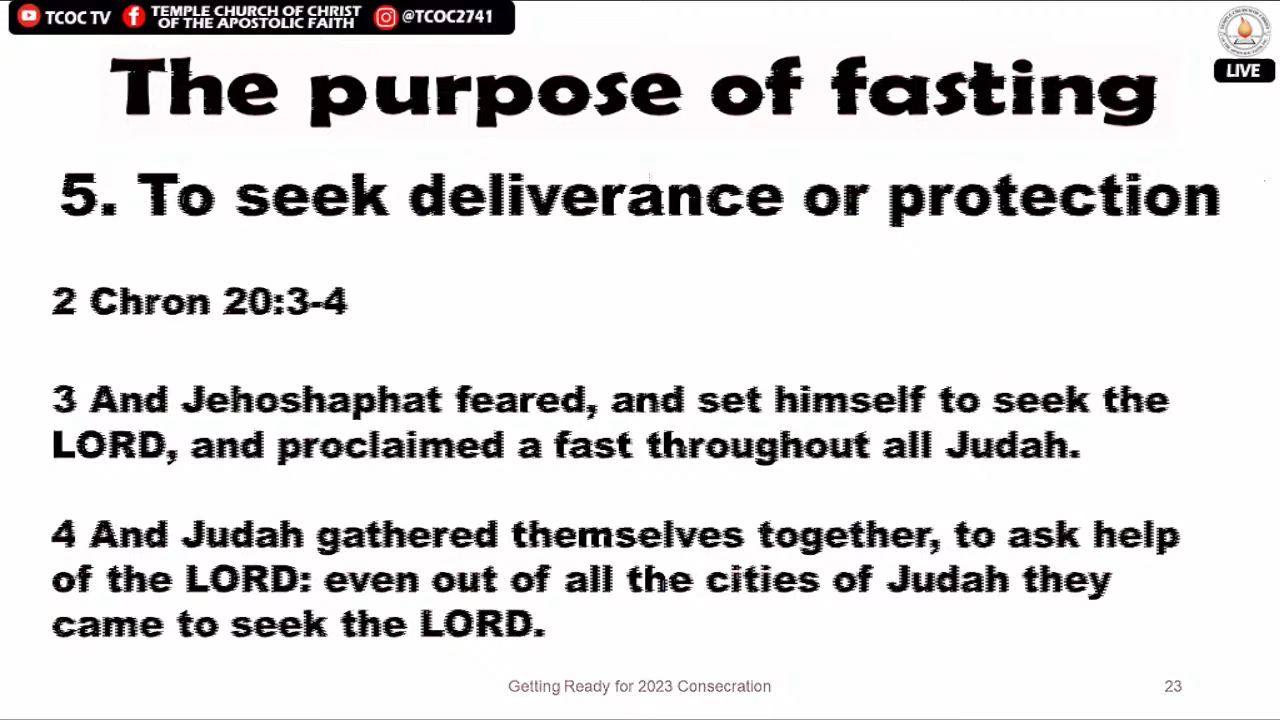 TCOC TV
TEMPLE CHURCH OF CHRIST
OF THE APOSTOLIC FAITH
@TCOC2741
LIVE
The purpose of fasting
5. To seek deliverance or protection
2 Chron 20:3-4
3 And Jehoshaphat feared, and set himself to seek the
LORD, and proclaimed a fast throughout all Judah.
4 And Judah gathered themselves together, to ask help
of the LORD: even out of all the cities of Judah they
came to seek the LORD.
Getting Ready for 2023 Consecration
23